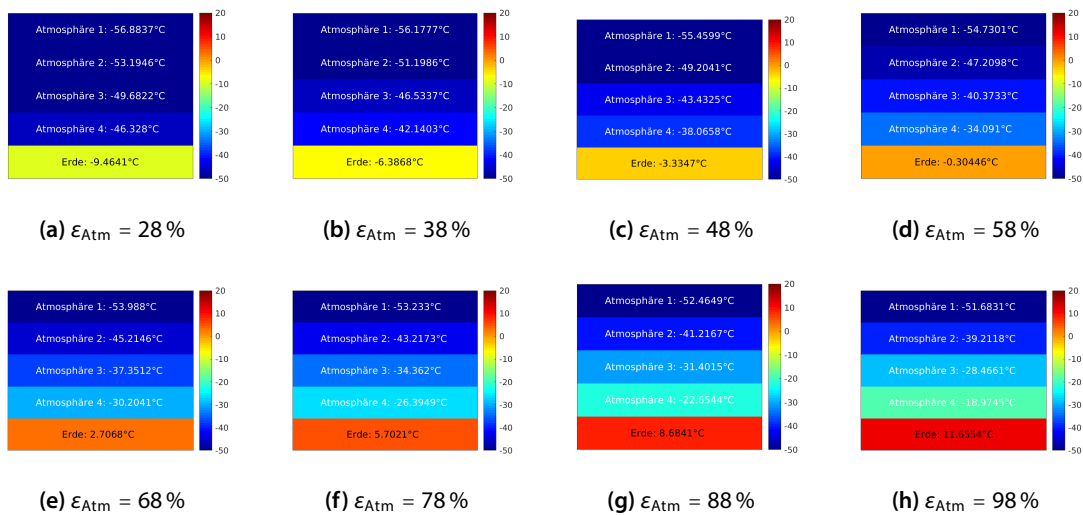 Atmosphäre 1: -56.8837°C
Atmosphäre 2: -53.1946°C
Atmosphäre 3: -49.6822°C
Atmosphäre 4: -46.328°C
Erde: -9.4641°C
20
10
0
-10
-20
-30
-40
-50
(a) εAtm = 28 %
Atmosphäre 1: -56.1777°C
Atmosphäre 2: -51.1986°C
Atmosphäre 3: -46.5337°C
Atmosphäre 4: -42.1403°C
Erde: -6.3868°C
20
10
0
-10
-20
-30
-40
-50
(b) εAtm = 38 %
Atmosphäre 1: -55.4599°C
Atmosphäre 2: -49.2041°C
Atmosphäre 3: -43.4325°C
Atmosphäre 4: -38.0658°C
Erde: -3.3347°C
20
10
0
-10
-20
-30
-40
-50
(c) εAtm = 48 %
Atmosphäre 1: -54.7301°C
Atmosphäre 2: -47.2098°C
Atmosphäre 3: -40.3733°C
Atmosphäre 4: -34.091°C
Erde: -0.30446°C
20
10
0
-10
-20
-30
-40
-50
(d) εAtm = 58 %
Atmosphäre 1: -53.988°C
Atmosphäre 2: -45.2146°C
Atmosphäre 3: -37.3512°C
Atmosphäre 4: -30.2041°C
Erde: 2.7068°C
20
10
0
-10
-20
-30
-40
-50
(e) εAtm = 68 %
Atmosphäre 1: -53.233°C
Atmosphäre 2: -43.2173°C
Atmosphäre 3: -34.362°C
Atmosphäre 4: -26.3949°C
Erde: 5.7021°C
20
10
0
-10
-20
-30
-40
-50
(f) εAtm = 78 %
Atmosphäre 1: -52.4649°C
Atmosphäre 2: -41.2167°C
Atmosphäre 3: -31.4015°C
Atmosphäre 4: -22.6544°C
Erde: 8.6841°C
20
10
0
-10
-20
-30
-40
-50
(g) εAtm = 88 %
Atmosphäre 1: -51.6831°C
Atmosphäre 2: -39.2118°C
Atmosphäre 3: -28.4661°C
Atmosphäre 4: -18.9745°C
Erde: 11.6554°C
20
10
0
-10
-20
-30
-40
-50
(h) εAtm = 98 %